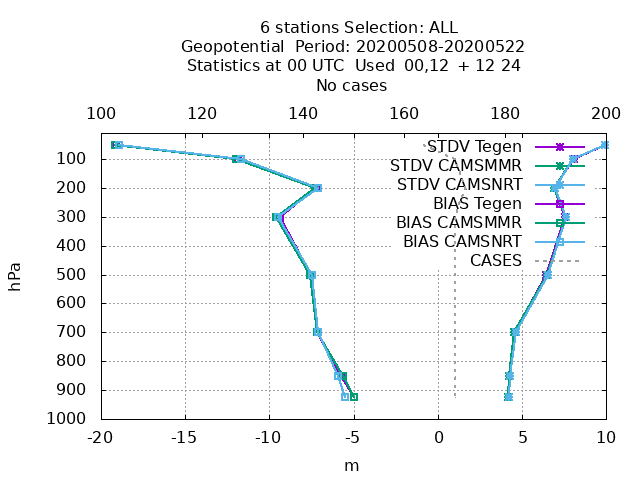 6 stations Selection: ALL
Geopotential  Period: 20200508-20200522
Statistics at 00 UTC  Used  00,12  + 12 24
No cases
100 120 140 160 180 200
STDV Tegen
STDV CAMSMMR
STDV CAMSNRT
BIAS Tegen
BIAS CAMSMMR
BIAS CAMSNRT
CASES
100
200
300
400
500
600
700
800
900
1000
hPa
-20 -15 -10 -5 0 5 10
m